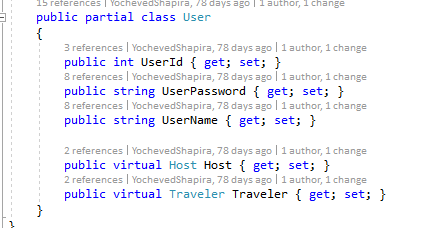 15 references | YochevedShapira, 78 days ago | 1 author, 1 change
public partial class User
{
3 references | YochevedShapira, 78 days ago | 1 author, 1 change
public int UserId { get; set; }
8 references | YochevedShapira, 78 days ago | 1 author, 1 change
public string UserPassword { get; set; }
8 references | YochevedShapira, 78 days ago | 1 author, 1 change
public string UserName { get; set; }
2 references | YochevedShapira, 78 days ago | 1 author, 1 change
public virtual Host Host { get; set; }
2 references | YochevedShapira, 78 days ago | 1 author, 1 change
public virtual Traveler Traveler { get; set; }
}
}